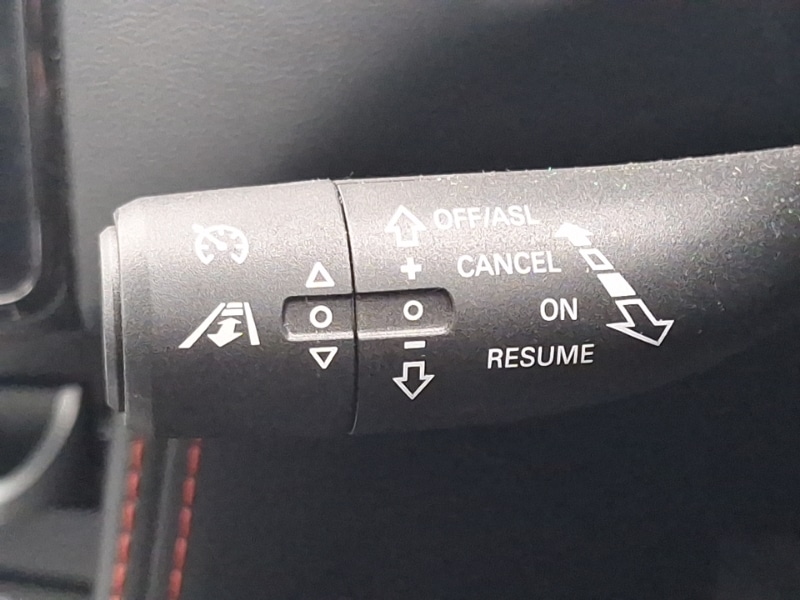 OFF/ASL
+ CANCEL
ON
-
RESUME